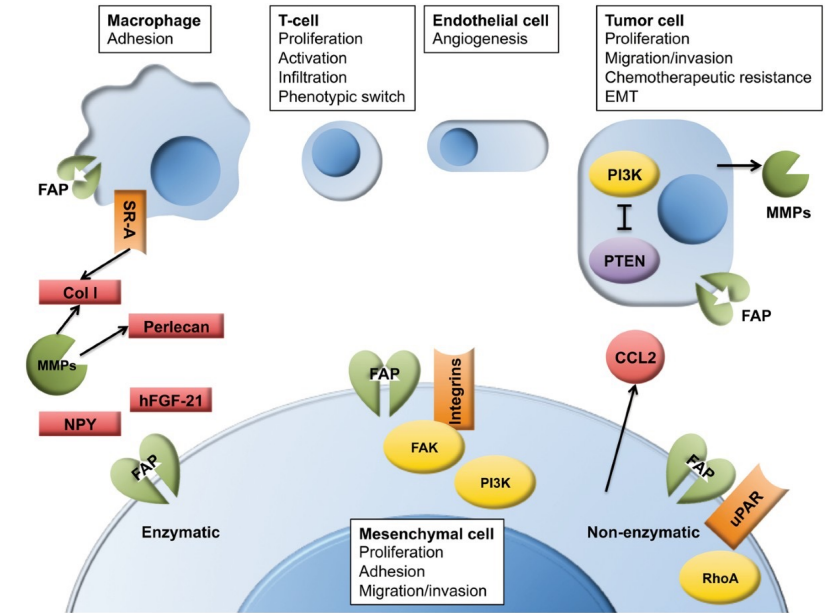 Macrophage
Adhesion
T-cell
Proliferation
Activation
Infiltration
Phenotypic switch
Endothelial cell
Angiogenesis
Tumor cell
Proliferation
Migration/invasion
Chemotherapeutic resistance
EMT
FAP
SR-A
Col I
Perlecan
MMPs
hFGF-21
NPY
PI3K
PTEN
MMPs
FAP
CCL2
FAP
Integrins
FAK
PI3K
FAP
Enzymatic
FAP
uPAR
Non-enzymatic
RhoA
Mesenchymal cell
Proliferation
Adhesion
Migration/invasion